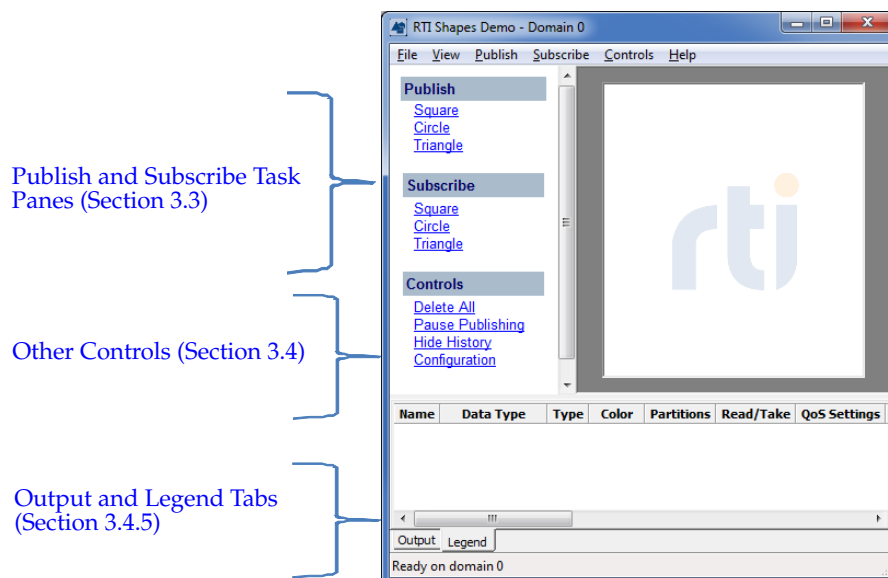 RTI Shapes Demo - Domain 0
File View Publish Subscribe Controls Help
Publish
Square
Circle
Triangle
Publish and Subscribe Task
Panes (Section 3.3)
Subscribe
Square
Circle
Triangle
rti
Controls
Delete All
Pause Publishing
Hide History
Configuration
Other Controls (Section 3.4)
Name Data Type Type Color Partitions Read/Take QoS Settings
Output and Legend Tabs
(Section 3.4.5)
Output Legend
Ready on domain 0